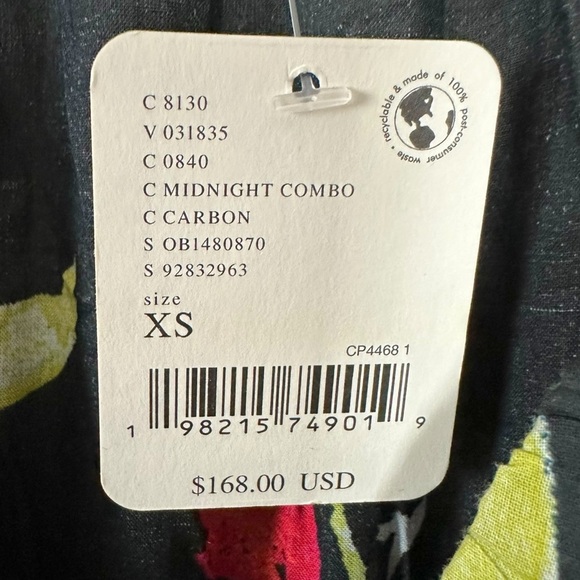 C 8130
V 031835
C 0840
C MIDNIGHT COMBO
C CARBON
S OB1480870
S 92832963
size
XS
CP4468 1
1 98215 74901 9
$168.00 USD
recyclable & made of 100% post-consumer waste •